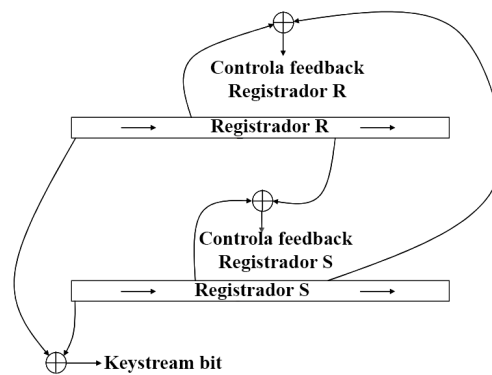 Controla feedback
Registrador R
Registrador R
Controla feedback
Registrador S
Registrador S
Keystream bit